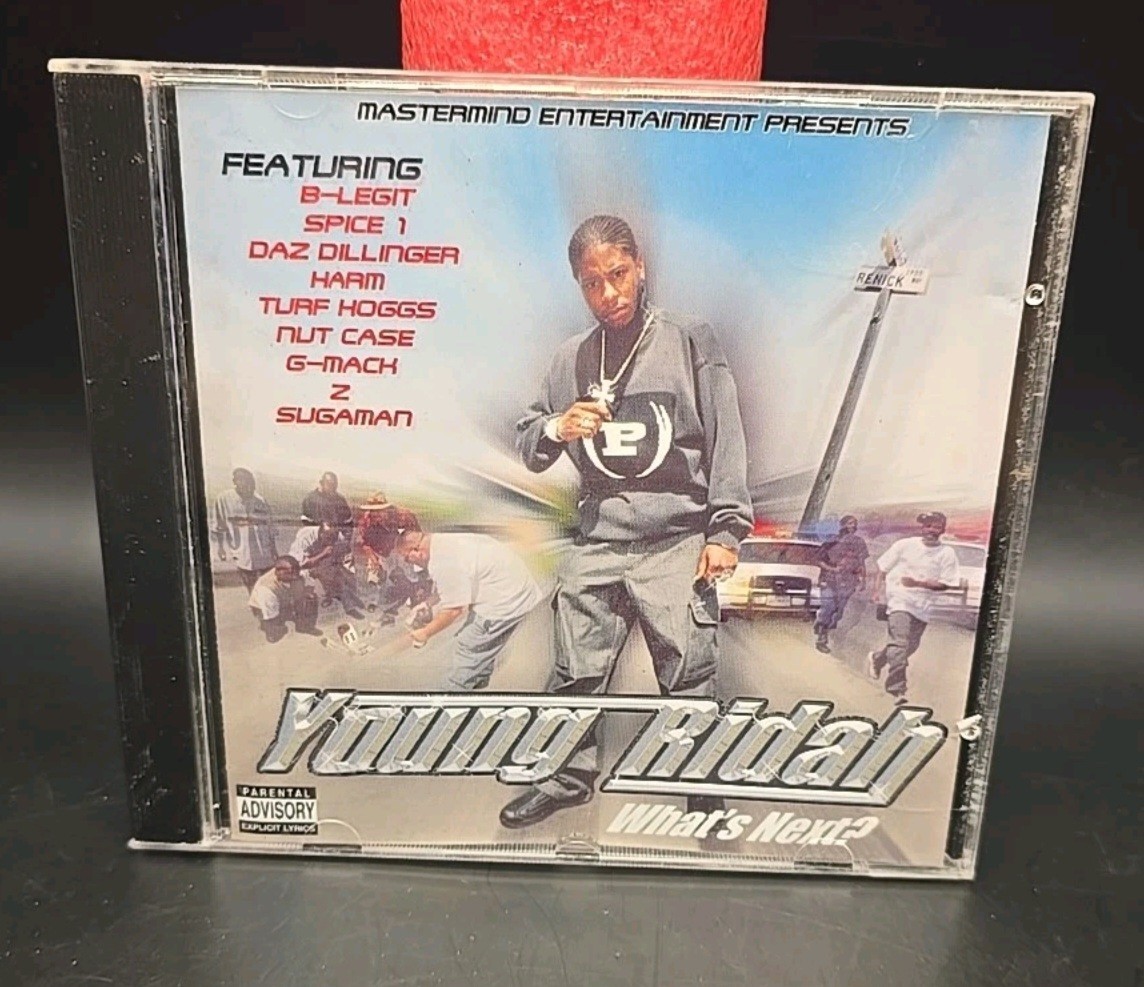 MASTERMIND ENTERTAINMENT PRESENTS
FEATURING
B-LEGIT
SPICE 1
DAZ DILLINGER
HARM
TURF HOGGS
NUT CASE
G-MACK
Z
SUGAMAN
RENICK
P
Young Ridah
What's Next?
PARENTAL
ADVISORY
EXPLICIT LYRICS